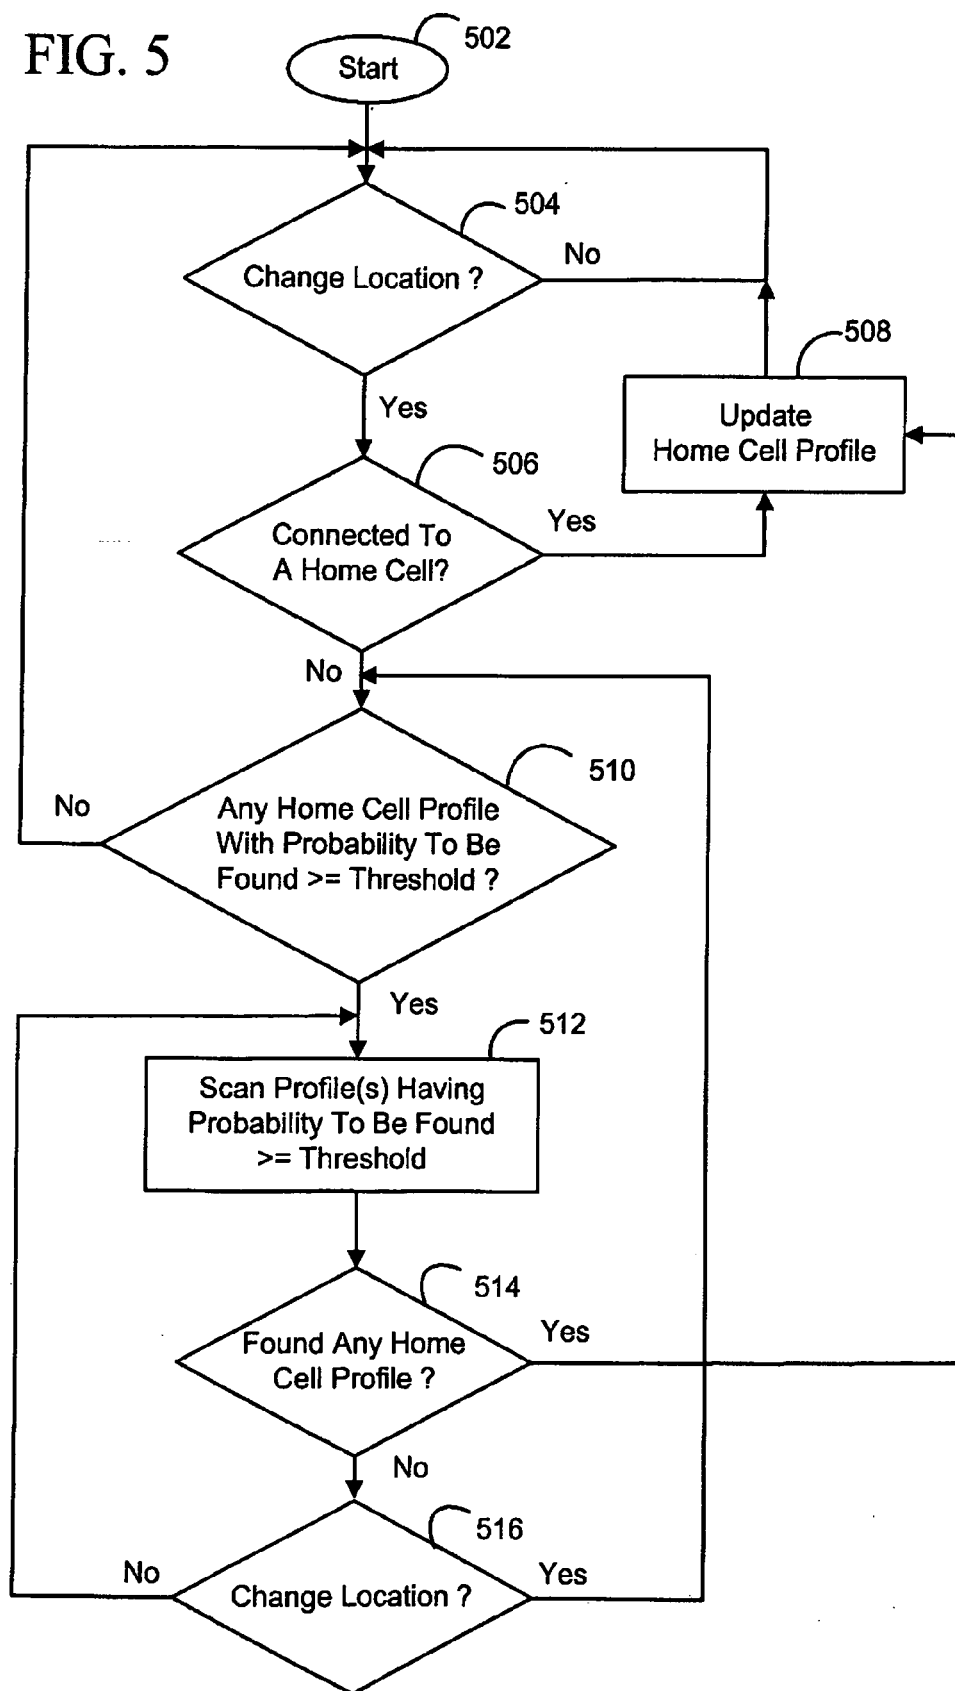 FIG. 5
502
Start
504
Change Location ?
No
Yes
508
Update
Home Cell Profile
506
Connected To
A Home Cell?
Yes
No
510
Any Home Cell Profile
With Probability To Be
Found >= Threshold ?
No
Yes
512
Scan Profile(s) Having
Probability To Be Found
>= Threshold
514
Found Any Home
Cell Profile ?
Yes
No
516
Change Location ?
No
Yes